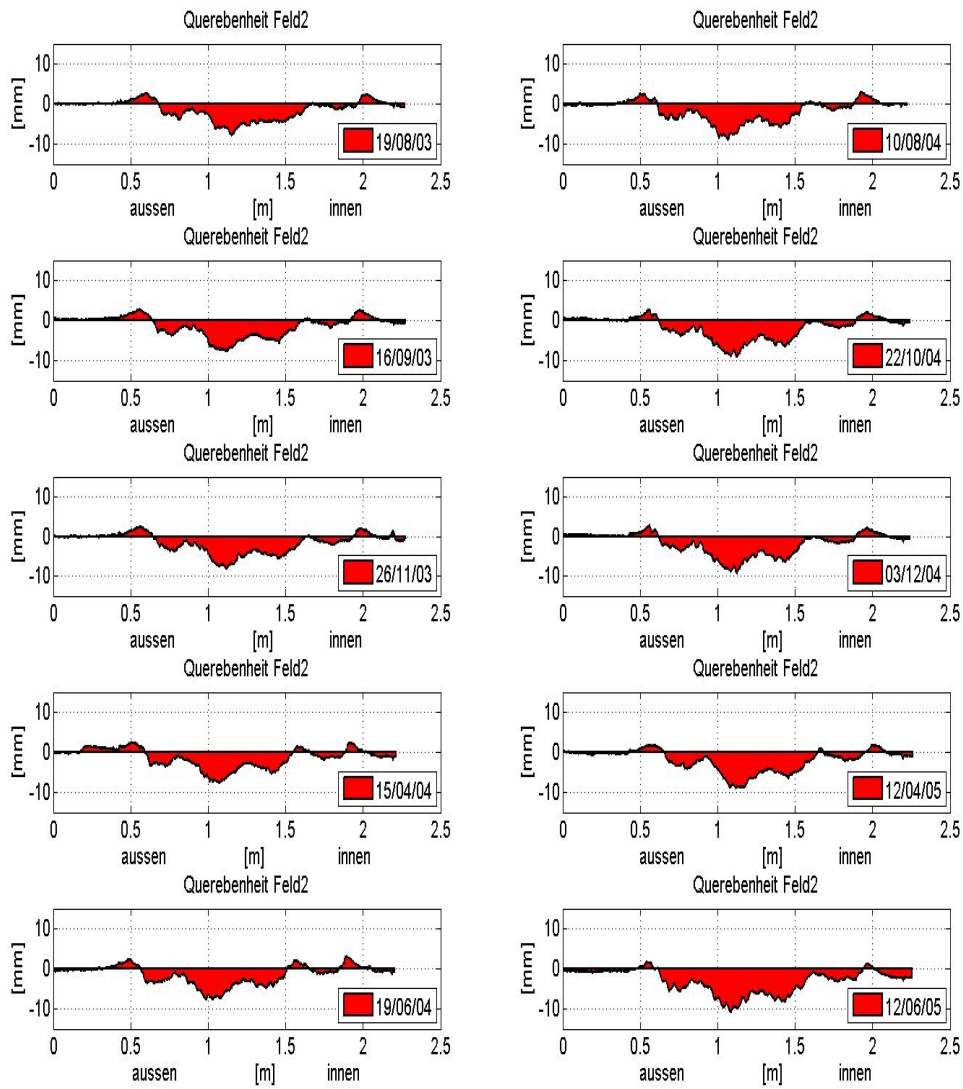 Querebenheit Feld2
[mm]
10
0
-10
19/08/03
0 0.5 1 1.5 2 2.5
aussen [m] innen
Querebenheit Feld2
[mm]
10
0
-10
10/08/04
0 0.5 1 1.5 2 2.5
aussen [m] innen
Querebenheit Feld2
[mm]
10
0
-10
16/09/03
0 0.5 1 1.5 2 2.5
aussen [m] innen
Querebenheit Feld2
[mm]
10
0
-10
22/10/04
0 0.5 1 1.5 2 2.5
aussen [m] innen
Querebenheit Feld2
[mm]
10
0
-10
26/11/03
0 0.5 1 1.5 2 2.5
aussen [m] innen
Querebenheit Feld2
[mm]
10
0
-10
03/12/04
0 0.5 1 1.5 2 2.5
aussen [m] innen
Querebenheit Feld2
[mm]
10
0
-10
15/04/04
0 0.5 1 1.5 2 2.5
aussen [m] innen
Querebenheit Feld2
[mm]
10
0
-10
12/04/05
0 0.5 1 1.5 2 2.5
aussen [m] innen
Querebenheit Feld2
[mm]
10
0
-10
19/06/04
0 0.5 1 1.5 2 2.5
aussen [m] innen
Querebenheit Feld2
[mm]
10
0
-10
12/06/05
0 0.5 1 1.5 2 2.5
aussen [m] innen